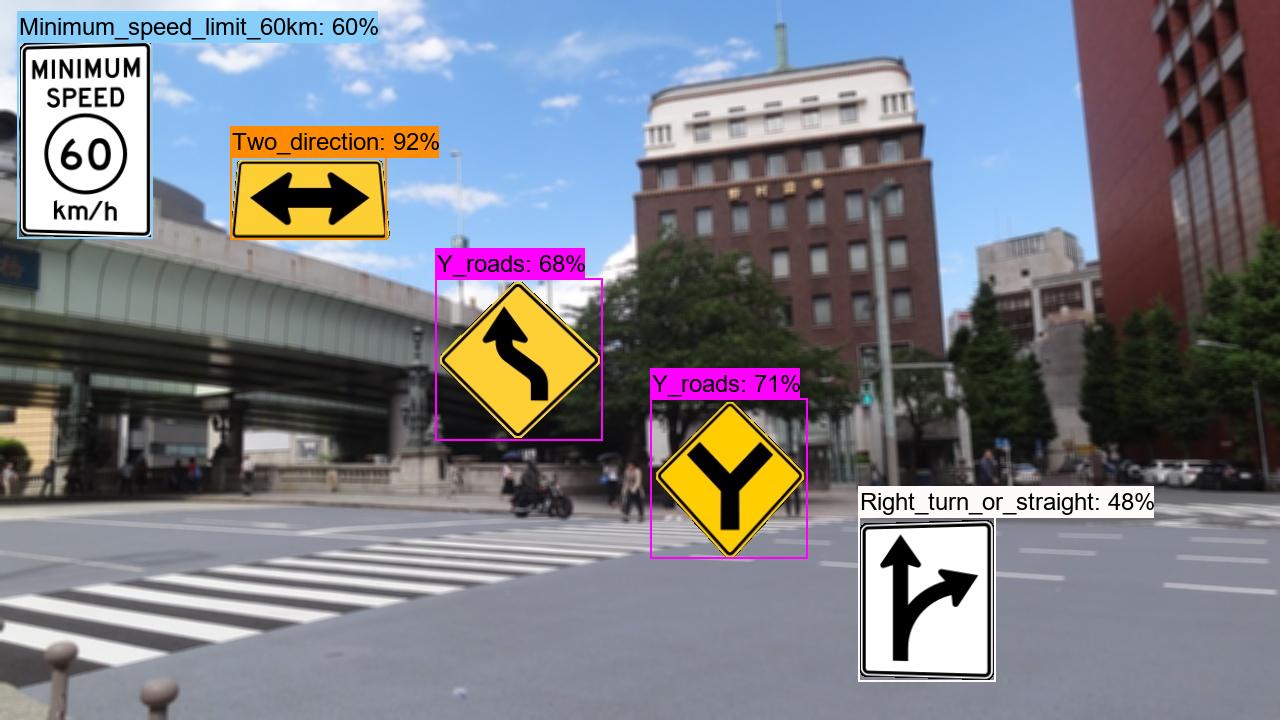 Minimum_speed_limit_60km: 60%
MINIMUM
SPEED
60
km/h
Two_direction: 92%
Y_roads: 68%
Y_roads: 71%
Right_turn_or_straight: 48%